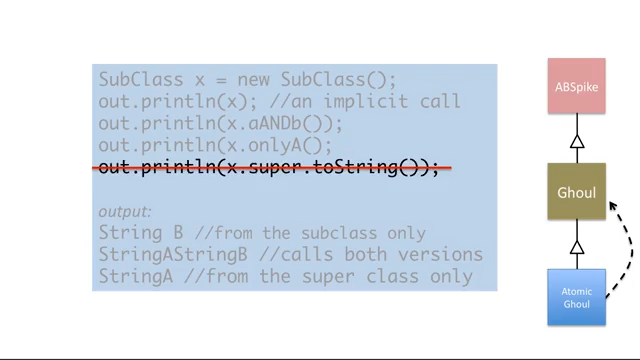 SubClass x = new SubClass();
out.println(x); //an implicit call
out.println(x.aANDb());
out.println(x.onlyA();
out.println(x.super.toString());
output:
String B //from the subclass only
StringAStringB //calls both versions
StringA //from the super class only
ABSpike
Ghoul
Atomic
Ghoul